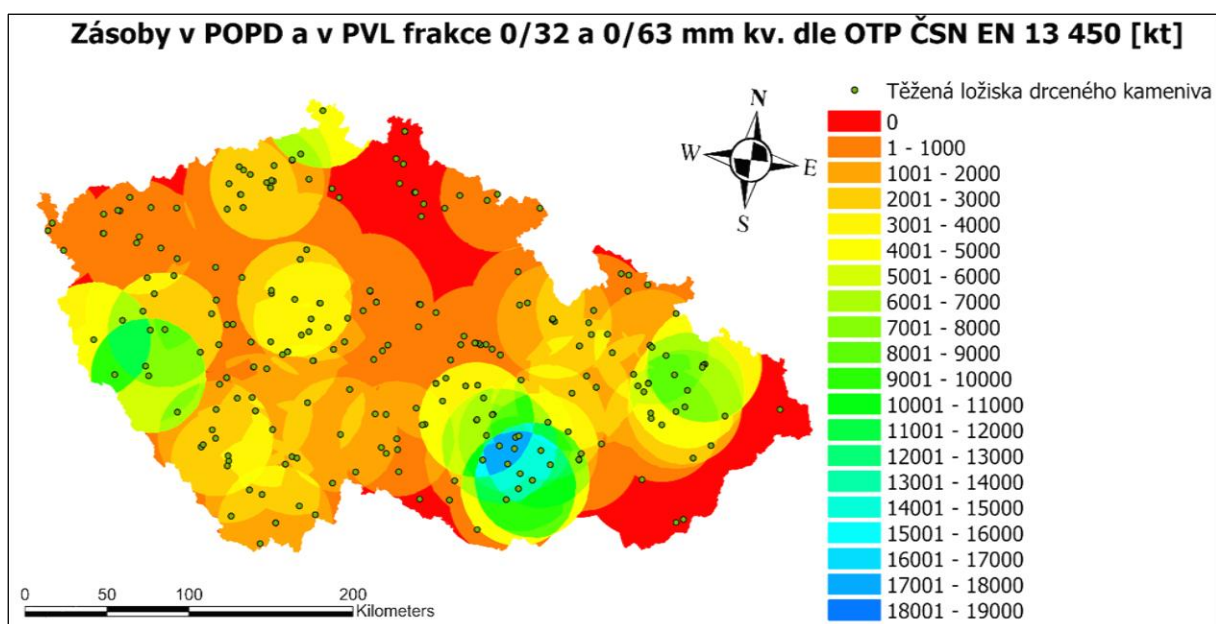 Zásoby v POPD a v PVL frakce 0/32 a 0/63 mm kv. dle OTP ČSN EN 13 450 [kt]
N
W
E
S
Těžená ložiska drceného kameniva
0
1 - 1000
1001 - 2000
2001 - 3000
3001 - 4000
4001 - 5000
5001 - 6000
6001 - 7000
7001 - 8000
8001 - 9000
9001 - 10000
10001 - 11000
11001 - 12000
12001 - 13000
13001 - 14000
14001 - 15000
15001 - 16000
16001 - 17000
17001 - 18000
18001 - 19000
0 50 100 200
Kilometers